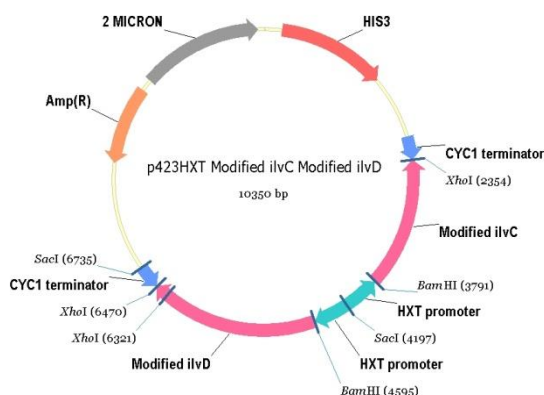 2 MICRON
HIS3
Amp(R)
p423HXT Modified ilvC Modified ilvD
10350 bp
CYC1 terminator
XhoI (2354)
Modified ilvC
SacI (6735)
CYC1 terminator
XhoI (6470)
XhoI (6321)
Modified ilvD
BamHI (3791)
HXT promoter
SacI (4197)
HXT promoter
BamHI (4595)